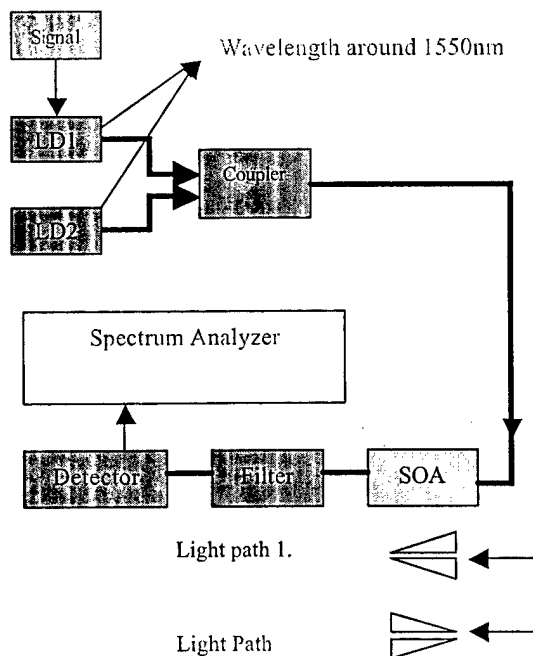 Signal
Wavelength around 1550nm
LD1
Coupler
LD2
Spectrum Analyzer
Detector
Filter
SOA
Light path 1.
Light Path